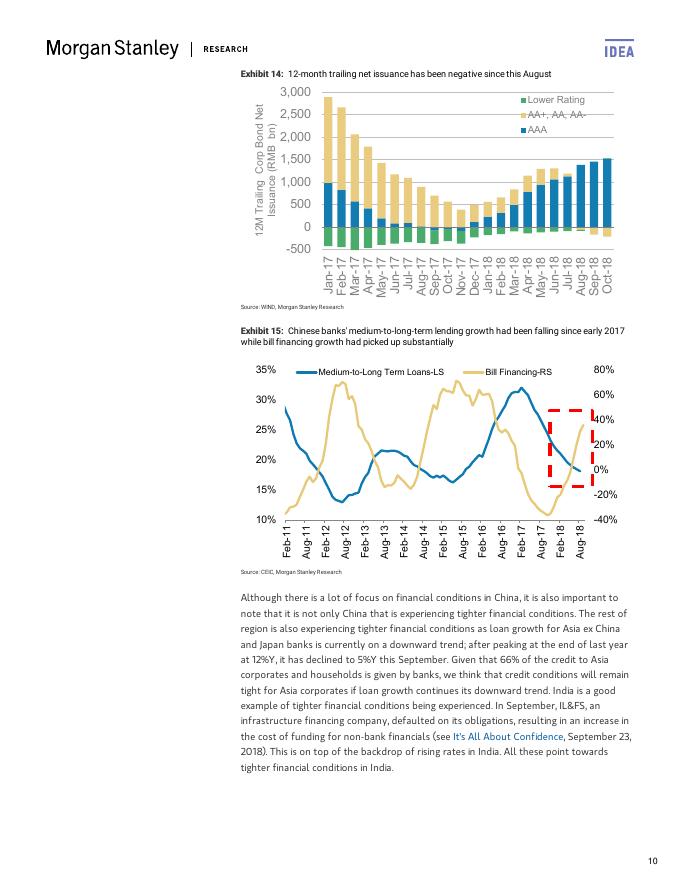 Morgan Stanley | RESEARCH
IDEA
Exhibit 14: 12-month trailing net issuance has been negative since this August
12M Trailing Corp Bond Net
Issuance (RMB bn)
3,000
2,500
2,000
1,500
1,000
500
0
-500
Lower Rating
AA+, AA, AA-
AAA
Jan-17
Feb-17
Mar-17
Apr-17
May-17
Jun-17
Jul-17
Aug-17
Sep-17
Oct-17
Nov-17
Dec-17
Jan-18
Feb-18
Mar-18
Apr-18
May-18
Jun-18
Jul-18
Aug-18
Sep-18
Oct-18
Source: WIND, Morgan Stanley Research
Exhibit 15: Chinese banks' medium-to-long-term lending growth had been falling since early 2017
while bill financing growth had picked up substantially
Medium-to-Long Term Loans-LS
Bill Financing-RS
35%
30%
25%
20%
15%
10%
80%
60%
40%
20%
0%
-20%
-40%
Feb-11
Aug-11
Feb-12
Aug-12
Feb-13
Aug-13
Feb-14
Aug-14
Feb-15
Aug-15
Feb-16
Aug-16
Feb-17
Aug-17
Feb-18
Aug-18
Source: CEIC, Morgan Stanley Research
Although there is a lot of focus on financial conditions in China, it is also important to
note that it is not only China that is experiencing tighter financial conditions. The rest of
region is also experiencing tighter financial conditions as loan growth for Asia ex China
and Japan banks is currently on a downward trend; after peaking at the end of last year
at 12%Y, it has declined to 5%Y this September. Given that 66% of the credit to Asia
corporates and households is given by banks, we think that credit conditions will remain
tight for Asia corporates if loan growth continues its downward trend. India is a good
example of tighter financial conditions being experienced. In September, IL&FS, an
infrastructure financing company, defaulted on its obligations, resulting in an increase in
the cost of funding for non-bank financials (see It's All About Confidence, September 23,
2018). This is on top of the backdrop of rising rates in India. All these point towards
tighter financial conditions in India.
10